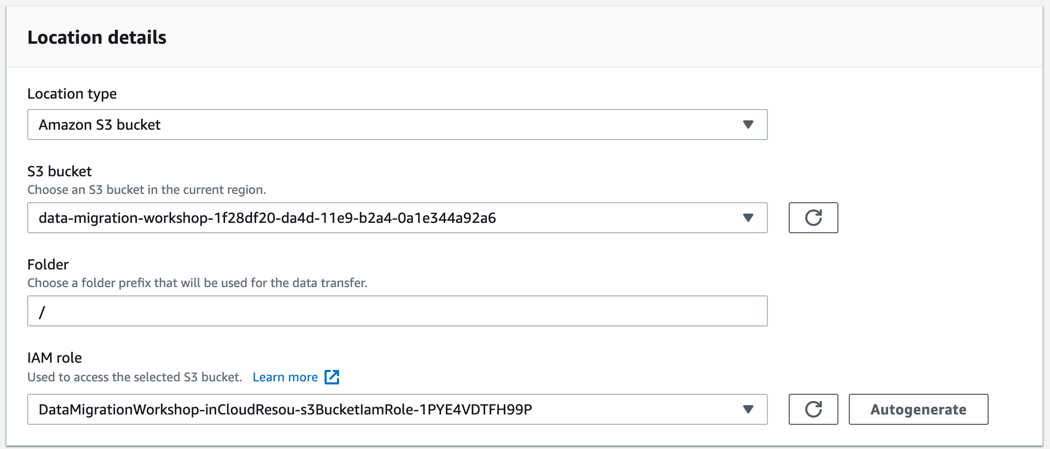 Location details
Location type
Amazon S3 bucket
S3 bucket
Choose an S3 bucket in the current region.
data-migration-workshop-1f28df20-da4d-11e9-b2a4-0a1e344a92a6
Folder
Choose a folder prefix that will be used for the data transfer.
/
IAM role
Used to access the selected S3 bucket. Learn more
DataMigrationWorkshop-inCloudResou-s3BucketIamRole-1PYE4VDTFH99P Autogenerate